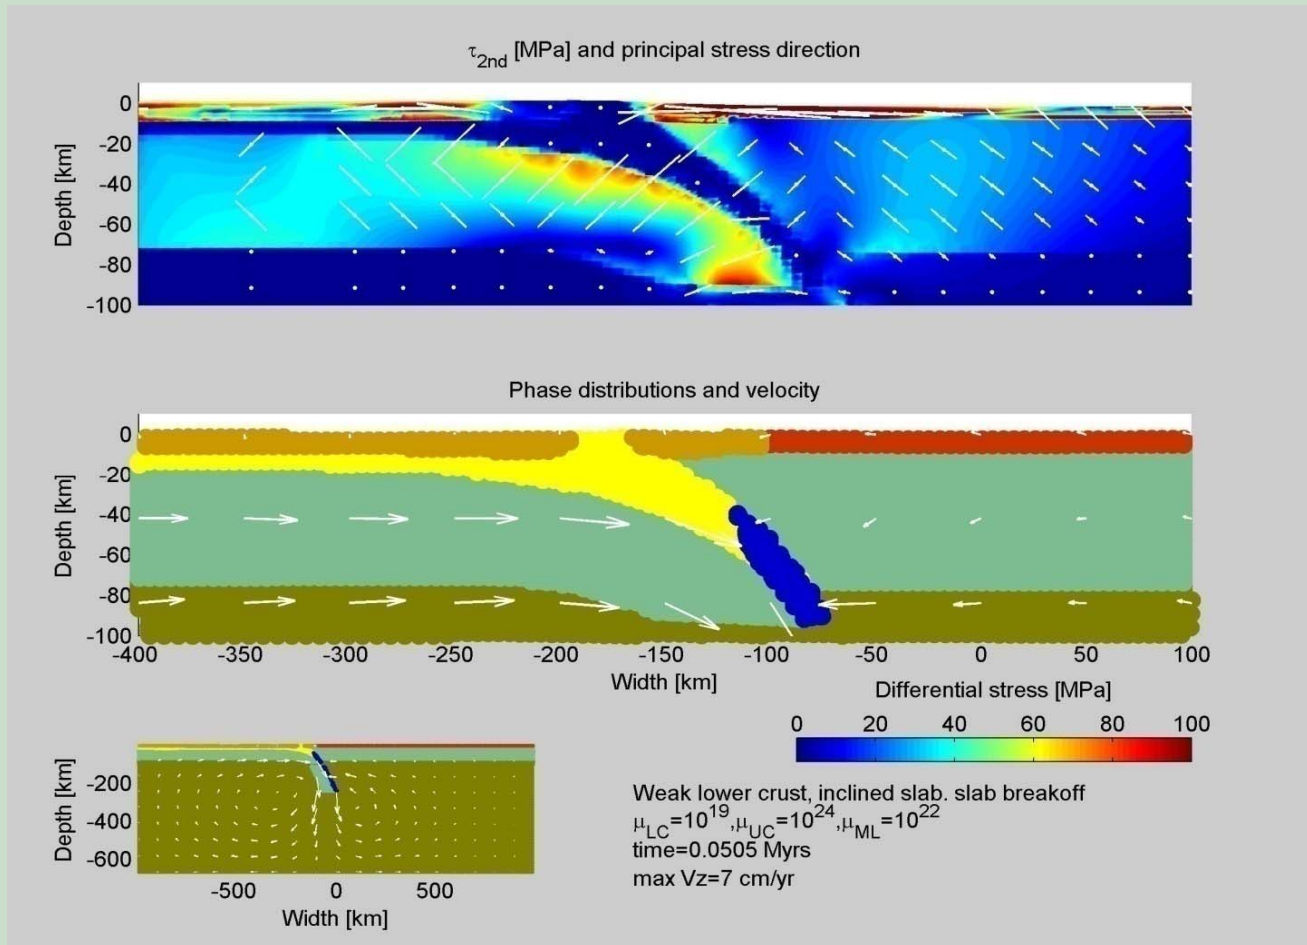 τ2nd [MPa] and principal stress direction
0
-20
-40
-60
-80
-100
Depth [km]
Phase distributions and velocity
0
-20
-40
-60
-80
-100
Depth [km]
-400 -350 -300 -250 -200 -150 -100 -50 0 50 100
Width [km]
Differential stress [MPa]
0 20 40 60 80 100
-200
-400
-600
Depth [km]
-500 0 500
Width [km]
Weak lower crust, inclined slab. slab breakoff
μLC=10^19,μUC=10^24,μML=10^22
time=0.0505 Myrs
max Vz=7 cm/yr